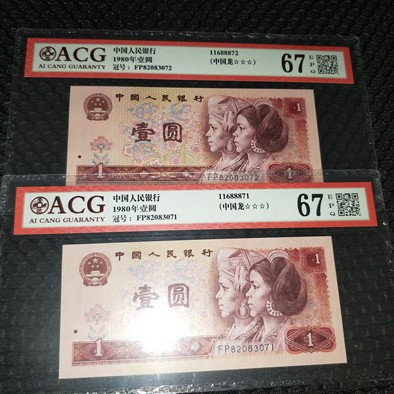 ACG
AI CANG GUARANTY
中国人民银行
1980年壹圆
冠号：FP82083072
11688872
(中国龙☆☆☆)
67 EPQ
中国人民银行
壹圆
1
1
FP82083072
ACG
AI CANG GUARANTY
中国人民银行
1980年壹圆
冠号：FP82083071
11688871
(中国龙☆☆☆)
67 EPQ
中国人民银行
壹圆
1
1
FP82083071